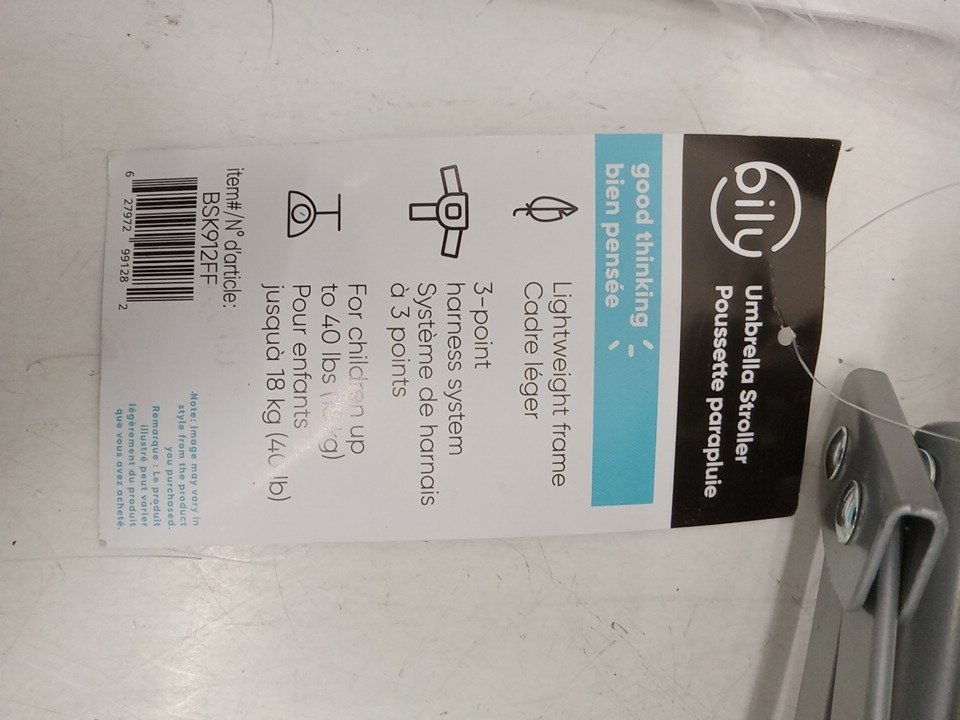 bily
Umbrella Stroller
Poussette parapluie
good thinking
bien pensée
Lightweight frame
Cadre léger
3-point
harness system
Système de harnais
à 3 points
For children up
to 40 lbs (18 kg)
Pour enfants
jusquà 18 kg (40 lb)
item#/N° d'article:
BSK912FF
6 27972 99128 2
.Note: Image may vary in
style from the product
you purchased.
Remarque : Le produit
illustré peut varier
légèrement du produit
que vous avez acheté.